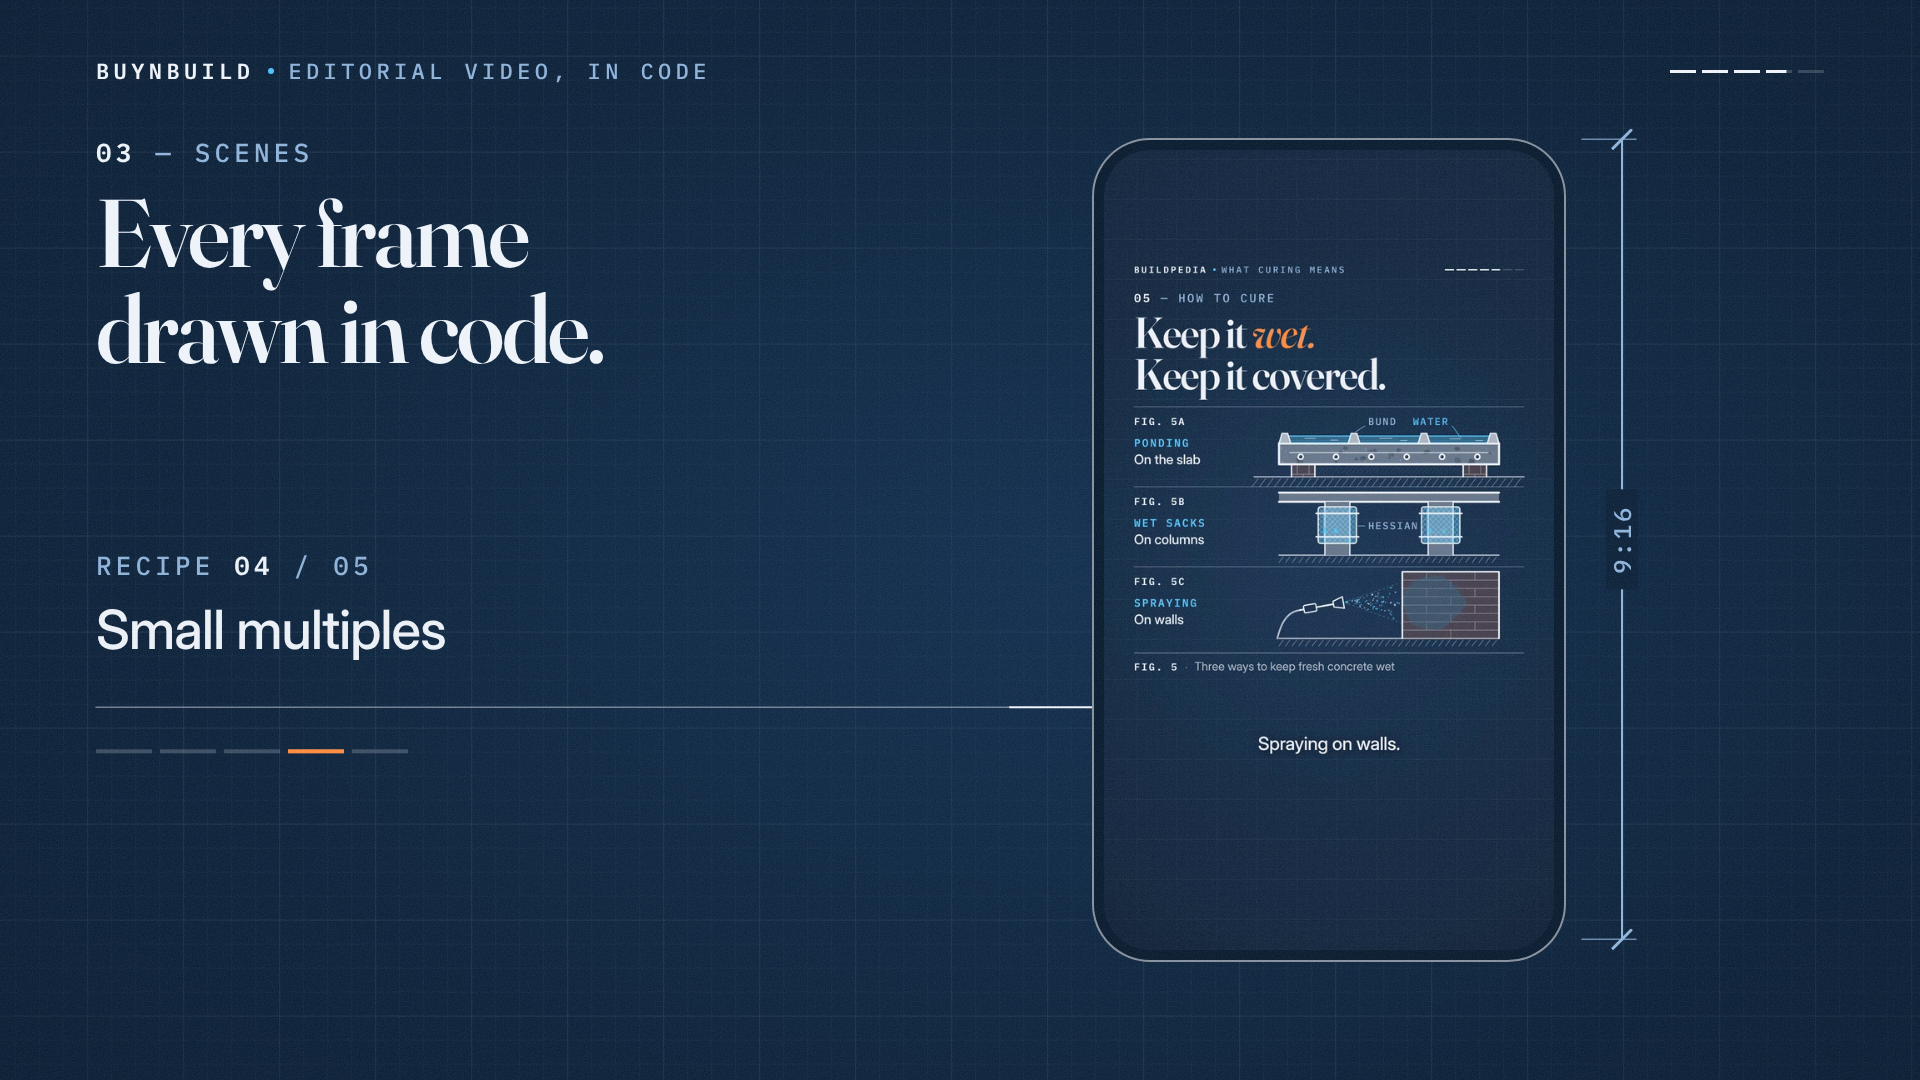 BUYNBUILD • EDITORIAL VIDEO, IN CODE
03 — SCENES
Every frame
drawn in code.
RECIPE 04 / 05
Small multiples
BUILDPEDIA • WHAT CURING MEANS
05 — HOW TO CURE
Keep it wet.
Keep it covered.
FIG. 5A
BUND WATER
PONDING
On the slab
FIG. 5B
WET SACKS
HESSIAN
On columns
FIG. 5C
SPRAYING
On walls
FIG. 5 · Three ways to keep fresh concrete wet
Spraying on walls.
9:16